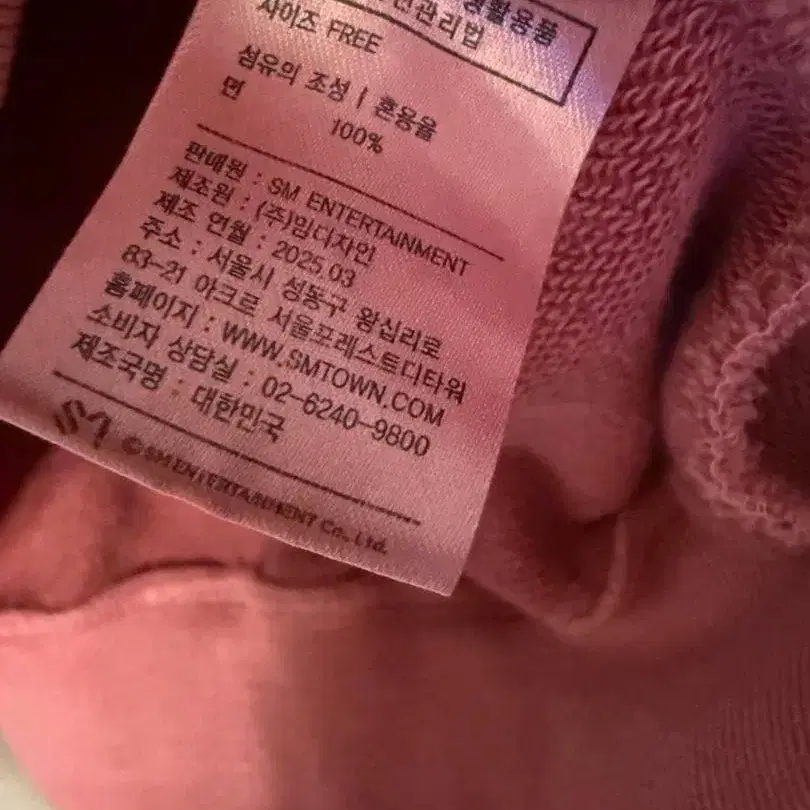 생활용품
전관리법
사이즈 FREE
섬유의 조성 | 혼용율
면 100%
판매원 : SM ENTERTAINMENT
제조원 : (주)밈디자인
제조 연월 : 2025.03
주소 : 서울시 성동구 왕십리로
83-21 아크로 서울포레스트디타워
홈페이지 : WWW.SMTOWN.COM
소비자 상담실 : 02-6240-9800
제조국명 : 대한민국
SM ⓒ SM ENTERTAINMENT Co., Ltd.